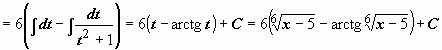 = 6(∫dt − ∫dt/(t² + 1)) = 6(t − arctg t) + C = 6(⁶√(x − 5) − arctg ⁶√(x − 5)) + C